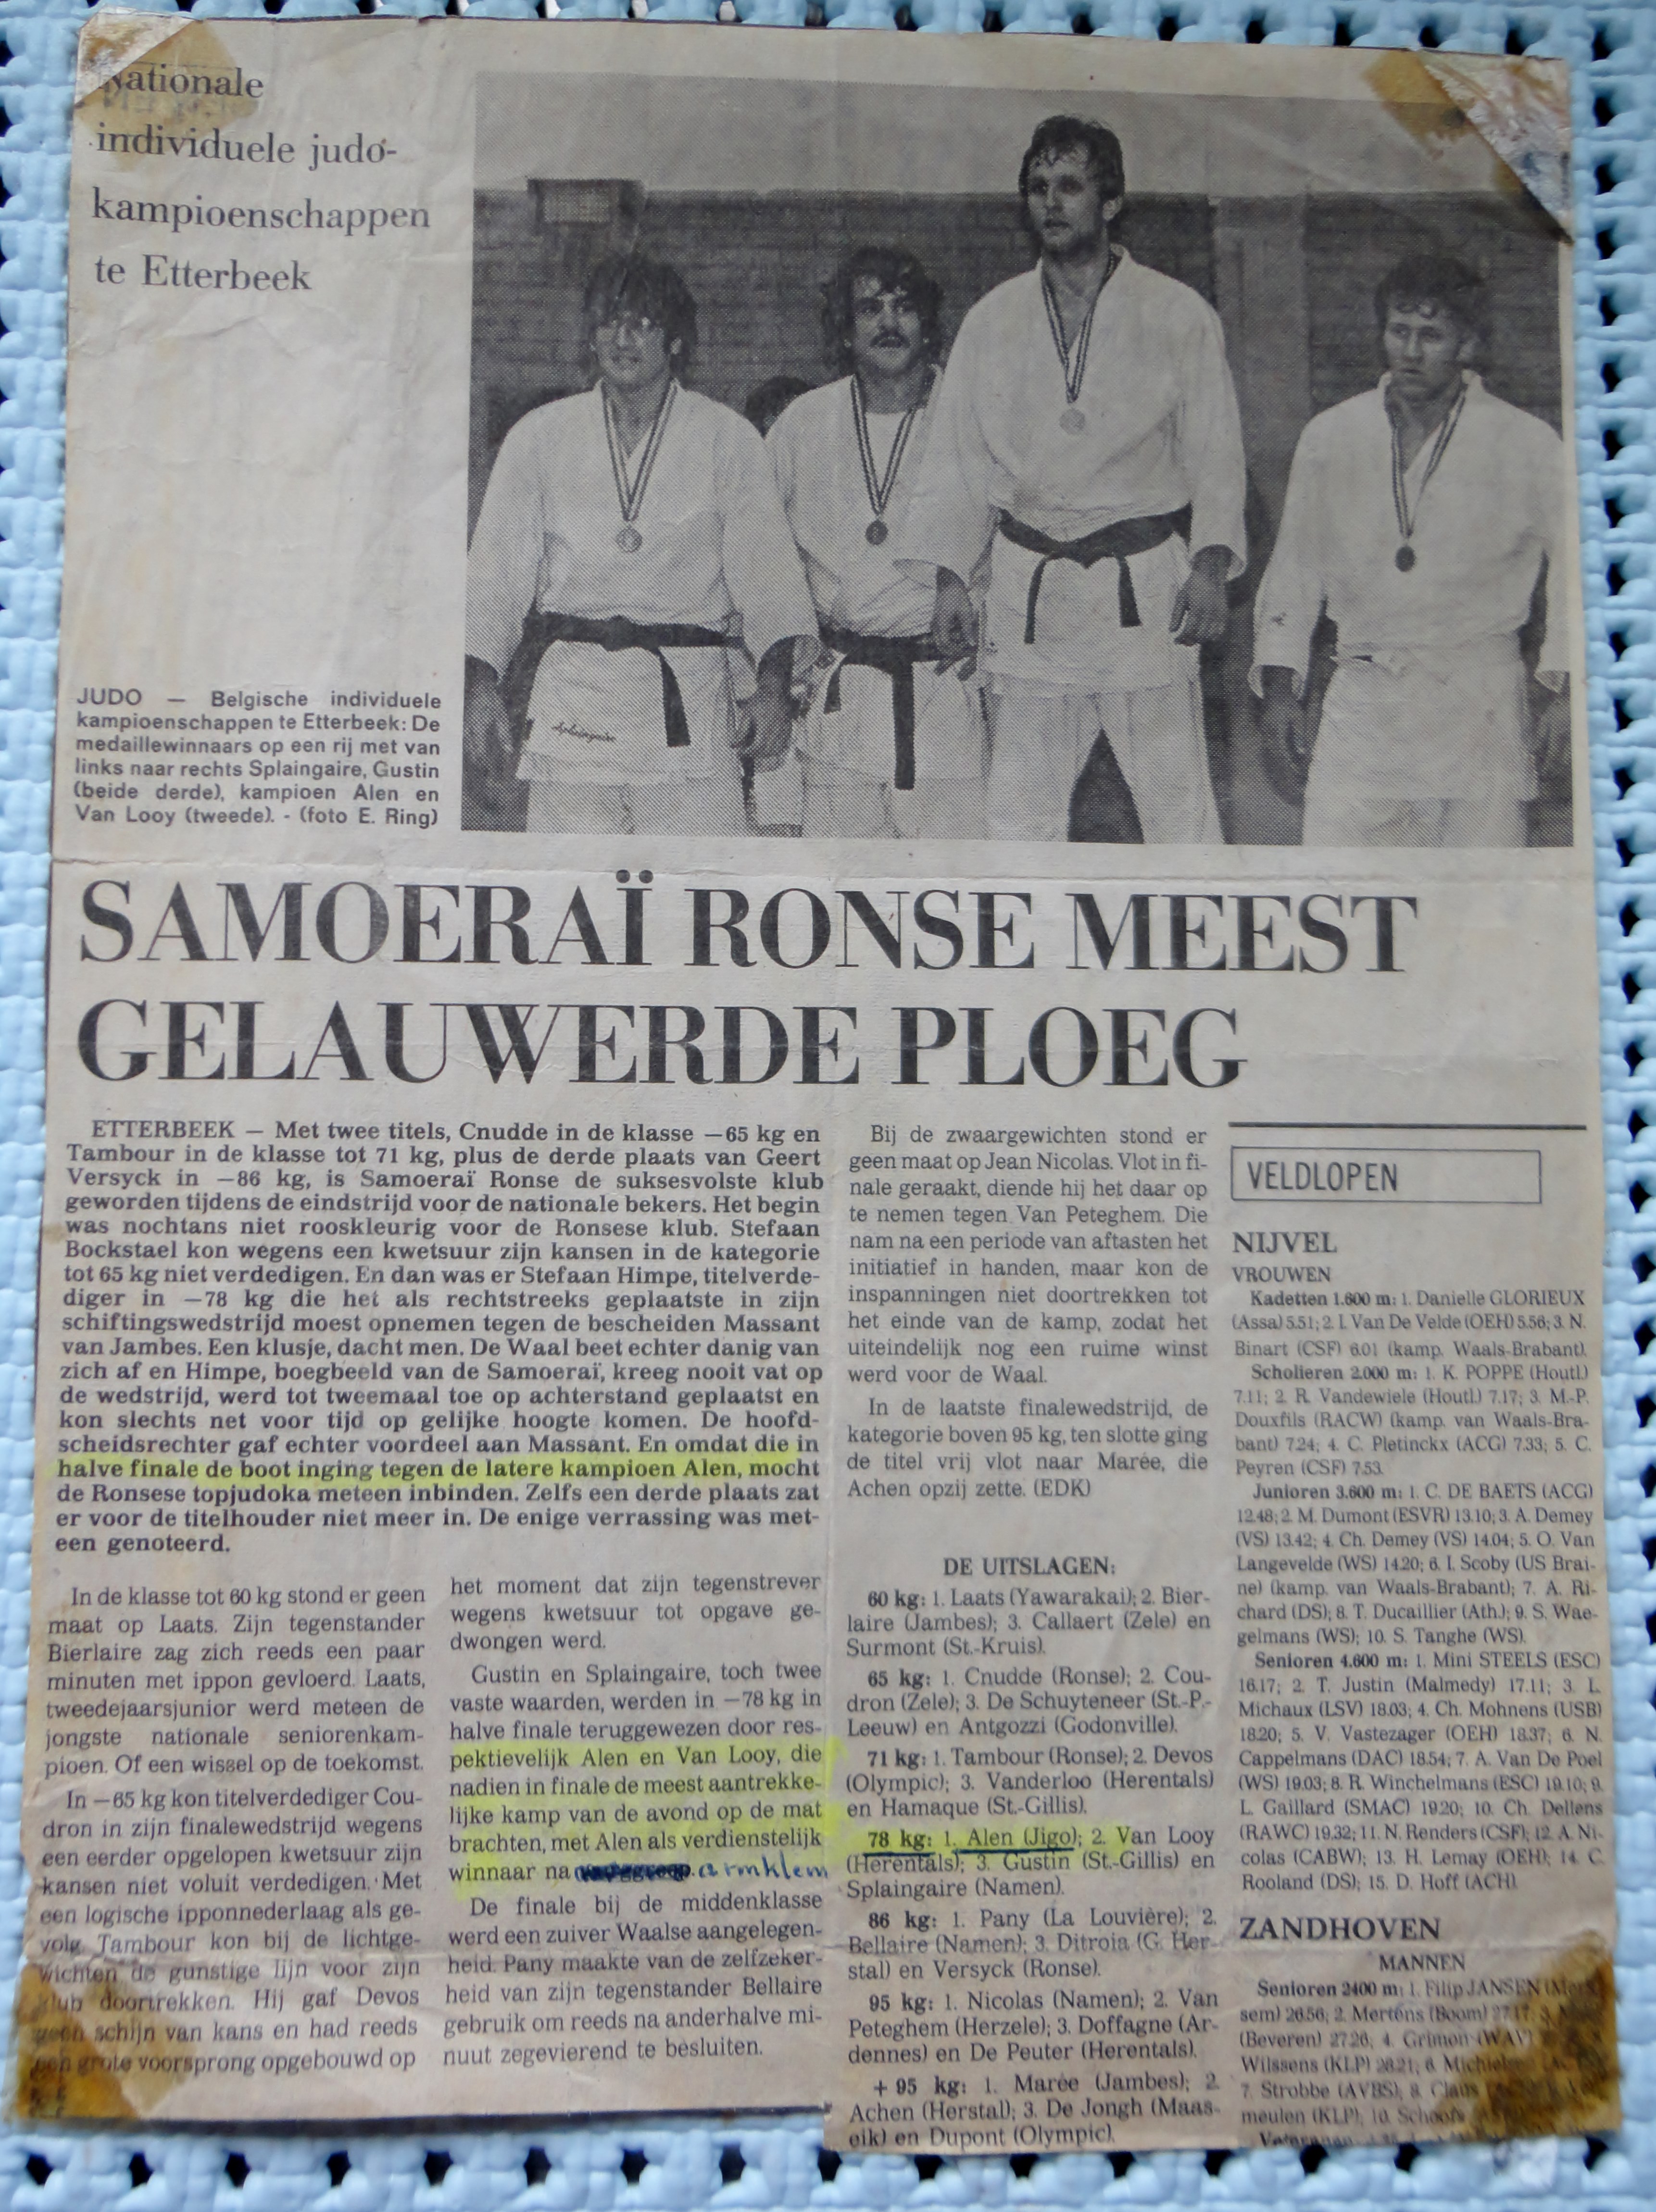 Nationale
individuele judo-
kampioenschappen
te Etterbeek
Splaingaire
JUDO — Belgische individuele
kampioenschappen te Etterbeek: De
medaillewinnaars op een rij met van
links naar rechts Splaingaire, Gustin
(beide derde), kampioen Alen en
Van Looy (tweede). - (foto E. Ring)
SAMOERAÏ RONSE MEEST
GELAUWERDE PLOEG
ETTERBEEK — Met twee titels, Cnudde in de klasse —65 kg en
Tambour in de klasse tot 71 kg, plus de derde plaats van Geert
Versyck in —86 kg, is Samoeraï Ronse de suksesvolste klub
geworden tijdens de eindstrijd voor de nationale bekers. Het begin
was nochtans niet rooskleurig voor de Ronsese klub. Stefaan
Bockstael kon wegens een kwetsuur zijn kansen in de kategorie
tot 65 kg niet verdedigen. En dan was er Stefaan Himpe, titelverde-
diger in —78 kg die het als rechtstreeks geplaatste in zijn
schiftingswedstrijd moest opnemen tegen de bescheiden Massant
van Jambes. Een klusje, dacht men. De Waal beet echter danig van
zich af en Himpe, boegbeeld van de Samoeraï, kreeg nooit vat op
de wedstrijd, werd tot tweemaal toe op achterstand geplaatst en
kon slechts net voor tijd op gelijke hoogte komen. De hoofd-
scheidsrechter gaf echter voordeel aan Massant. En omdat die in
halve finale de boot inging tegen de latere kampioen Alen, mocht
de Ronsese topjudoka meteen inbinden. Zelfs een derde plaats zat
er voor de titelhouder niet meer in. De enige verrassing was met-
een genoteerd.
In de klasse tot 60 kg stond er geen
maat op Laats. Zijn tegenstander
Bierlaire zag zich reeds een paar
minuten met ippon gevloerd. Laats,
tweedejaarsjunior werd meteen de
jongste nationale seniorenkam-
pioen. Of een wissel op de toekomst.
In —65 kg kon titelverdediger Cou-
dron in zijn finalewedstrijd wegens
een eerder opgelopen kwetsuur zijn
kansen niet voluit verdedigen. Met
een logische ipponnederlaag als ge-
volg. Tambour kon bij de lichtge-
wichten de gunstige lijn voor zijn
klub doortrekken. Hij gaf Devos
geen schijn van kans en had reeds
een grote voorsprong opgebouwd op
het moment dat zijn tegenstrever
wegens kwetsuur tot opgave ge-
dwongen werd.
Gustin en Splaingaire, toch twee
vaste waarden, werden in —78 kg in
halve finale teruggewezen door res-
pektievelijk Alen en Van Looy, die
nadien in finale de meest aantrekke-
lijke kamp van de avond op de mat
brachten, met Alen als verdienstelijk
winnaar na armklem
De finale bij de middenklasse
werd een zuiver Waalse aangelegen-
heid. Pany maakte van de zelfzeker-
heid van zijn tegenstander Bellaire
gebruik om reeds na anderhalve mi-
nuut zegevierend te besluiten.
Bij de zwaargewichten stond er
geen maat op Jean Nicolas. Vlot in fi-
nale geraakt, diende hij het daar op
te nemen tegen Van Peteghem. Die
nam na een periode van aftasten het
initiatief in handen, maar kon de
inspanningen niet doortrekken tot
het einde van de kamp, zodat het
uiteindelijk nog een ruime winst
werd voor de Waal.
In de laatste finalewedstrijd, de
kategorie boven 95 kg, ten slotte ging
de titel vrij vlot naar Marée, die
Achen opzij zette. (EDK)
DE UITSLAGEN:
60 kg: 1. Laats (Yawarakai); 2. Bier-
laire (Jambes); 3. Callaert (Zele) en
Surmont (St.-Kruis).
65 kg: 1. Cnudde (Ronse); 2. Cou-
dron (Zele); 3. De Schuyteneer (St.-P.-
Leeuw) en Antgozzi (Godonville).
71 kg: 1. Tambour (Ronse); 2. Devos
(Olympic); 3. Vanderloo (Herentals)
en Hamaque (St.-Gillis).
78 kg: 1. Alen (Jigo); 2. Van Looy
(Herentals); 3. Gustin (St.-Gillis) en
Splaingaire (Namen).
86 kg: 1. Pany (La Louvière); 2.
Bellaire (Namen); 3. Ditroia (G. Her-
stal) en Versyck (Ronse).
95 kg: 1. Nicolas (Namen); 2. Van
Peteghem (Herzele); 3. Doffagne (Ar-
dennes) en De Peuter (Herentals).
+ 95 kg: 1. Marée (Jambes); 2.
Achen (Herstal); 3. De Jongh (Maas-
eik) en Dupont (Olympic).
VELDLOPEN
NIJVEL
VROUWEN
Kadetten 1.600 m: 1. Danielle GLORIEUX
(Assa) 5.51; 2. I. Van De Velde (OEH) 5.56; 3. N.
Binart (CSF) 6.01 (kamp. Waals-Brabant).
Scholieren 2.000 m: 1. K. POPPE (Houtl.)
7.11; 2. R. Vandewiele (Houtl.) 7.17; 3. M.-P.
Douxfils (RACW) (kamp. van Waals-Bra-
bant) 7.24; 4. C. Pletinckx (ACG) 7.33; 5. C.
Peyren (CSF) 7.53.
Junioren 3.600 m: 1. C. DE BAETS (ACG)
12.48; 2. M. Dumont (ESVR) 13.10; 3. A. Demey
(VS) 13.42; 4. Ch. Demey (VS) 14.04; 5. O. Van
Langevelde (WS) 14.20; 6. I. Scoby (US Brai-
ne) (kamp. van Waals-Brabant); 7. A. Ri-
chard (DS); 8. T. Ducaillier (Ath.); 9. S. Wae-
gelmans (WS); 10. S. Tanghe (WS).
Senioren 4.600 m: 1. Mini STEELS (ESC)
16.17; 2. T. Justin (Malmedy) 17.11; 3. L.
Michaux (LSV) 18.03; 4. Ch. Mohnens (USB)
18.20; 5. V. Vastezager (OEH) 18.37; 6. N.
Cappelmans (DAC) 18.54; 7. A. Van De Poel
(WS) 19.03; 8. R. Winchelmans (ESC) 19.10; 9.
L. Gaillard (SMAC) 19.20; 10. Ch. Dellens
(RAWC) 19.32; 11. N. Renders (CSF); 12. A. Ni-
colas (CABW); 13. H. Lemay (OEH); 14. C.
Rooland (DS); 15. D. Hoff (ACH).
ZANDHOVEN
MANNEN
Senioren 2400 m: 1. Filip JANSEN
sem) 26.56; 2. Mertens (Boom) 27.17; 3.
(Beveren) 27.26; 4. Grimon (WAV)
Wilssens (KLP) 28.21; 6.
7. Strobbe (AVBS); 8. Claus
meulen (KLP); 10. Schoofs